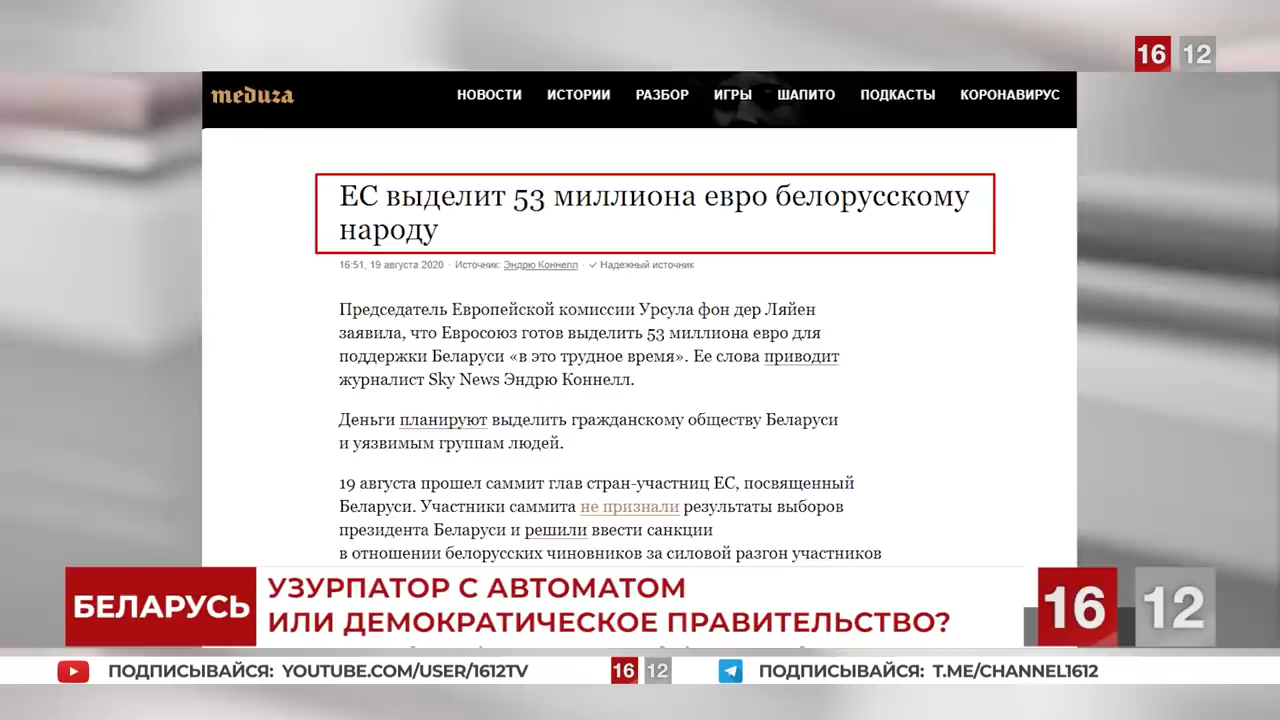 16 12
meduza
НОВОСТИ ИСТОРИИ РАЗБОР ИГРЫ ШАПИТО ПОДКАСТЫ КОРОНАВИРУС
ЕС выделит 53 миллиона евро белорусскому
народу
16:51, 19 августа 2020 · Источник: Эндрю Коннелл · ✓ Надежный источник
Председатель Европейской комиссии Урсула фон дер Ляйен
заявила, что Евросоюз готов выделить 53 миллиона евро для
поддержки Беларуси «в это трудное время». Ее слова приводит
журналист Sky News Эндрю Коннелл.
Деньги планируют выделить гражданскому обществу Беларуси
и уязвимым группам людей.
19 августа прошел саммит глав стран-участниц ЕС, посвященный
Беларуси. Участники саммита не признали результаты выборов
президента Беларуси и решили ввести санкции
в отношении белорусских чиновников за силовой разгон участников
БЕЛАРУСЬ
УЗУРПАТОР С АВТОМАТОМ
ИЛИ ДЕМОКРАТИЧЕСКОЕ ПРАВИТЕЛЬСТВО?
16 12
ПОДПИСЫВАЙСЯ: YOUTUBE.COM/USER/1612TV
16 12
ПОДПИСЫВАЙСЯ: T.ME/CHANNEL1612